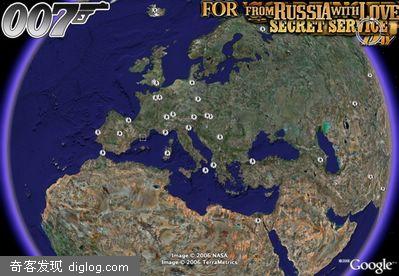 007
FOR FROM RUSSIA WITH LOVE
SECRET SERVICE
Image © 2006 NASA
Image © 2006 TerraMetrics
©2006 Google
奇客发现 diglog.com